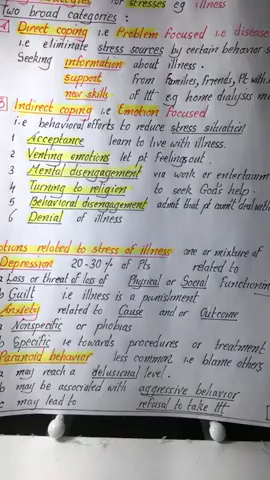 strategies for stresses eg illness
Two broad categories :
A Direct coping i.e Problem Focused i.e disease
i.e eliminate stress sources by certain behavior s
Seeking information about illness.
support from families, friends, Pt with
new skills of ttt eg home dialysis m
B Indirect coping i.e Emotion Focused
i.e behavioral efforts to reduce stress situation
1 Acceptance learn to live with illness.
2 Venting emotions let pt feelings out.
3 Mental disengagement via work or entertainm
4 Turning to religion to seek God's help.
5 Behavioral disengagement admit that pt can't deal with
6 Denial of illness
otions related to stress of illness one or mixture of
Depression 20-30% of Pts related to
a Loss or threat of loss of Physical or Social Function
b Guilt i.e illness is a punishment
Anxiety related to Cause and or Outcome
a Nonspecific or phobias
b Specific i.e towards procedures or treatment
Paranoid behavior less common i.e blame others
a may reach a delusional level.
b may be associated with aggressive behavior
c may lead to refusal to take ttt